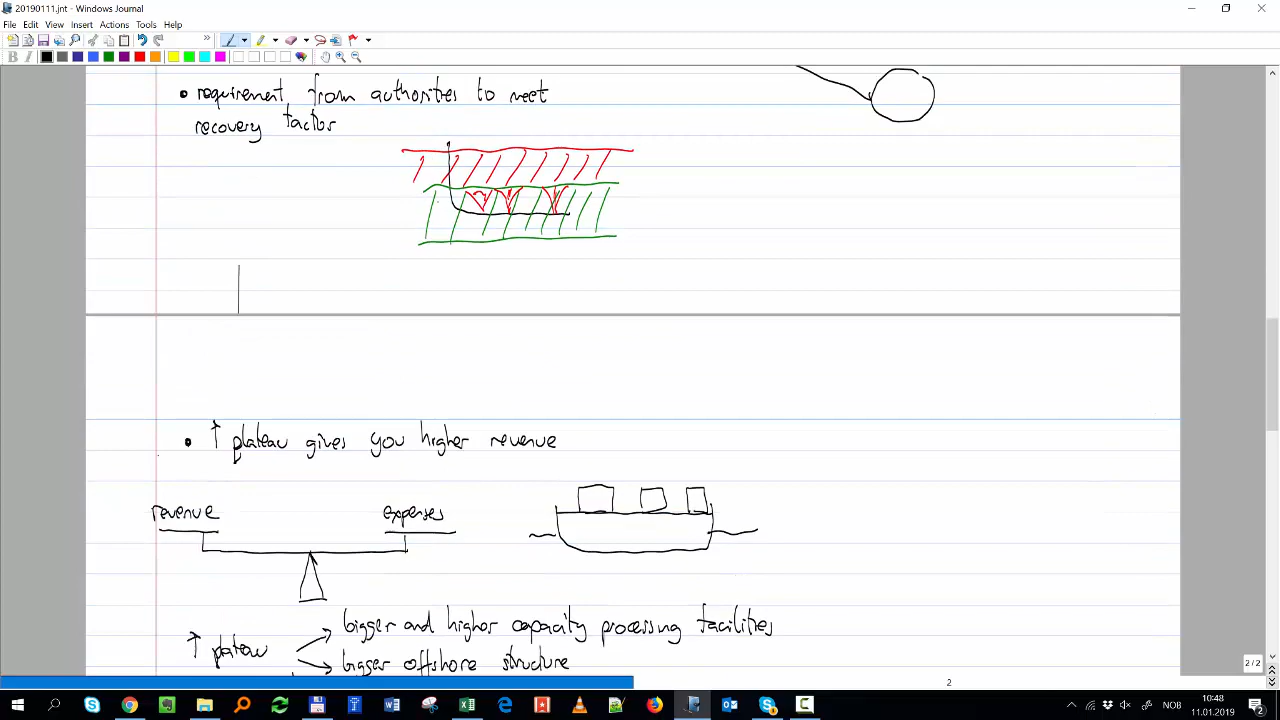 20190111.jnt - Windows Journal
File Edit View Insert Actions Tools Help
• requirement from authorities to meet
recovery factor
• ↑ plateau gives you higher revenue
revenue expenses
bigger and higher capacity processing facilities
↑ plateau
bigger offshore structure
2/2
2
10:48
NOB
11.01.2019